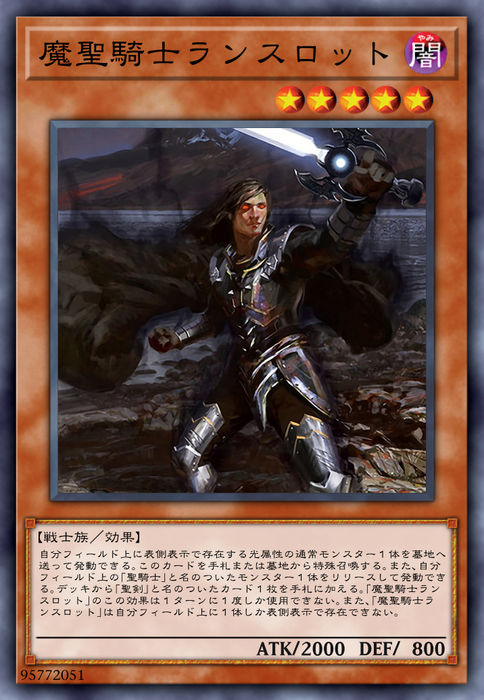 魔聖騎士ランスロット
やみ
闇
【戦士族／効果】
自分フィールド上に表側表示で存在する光属性の通常モンスター１体を墓地へ
送って発動できる。このカードを手札または墓地から特殊召喚する。また、自分
フィールド上の「聖騎士」と名のついたモンスター１体をリリースして発動でき
る。デッキから「聖剣」と名のついたカード１枚を手札に加える。「魔聖騎士ラン
スロット」のこの効果は１ターンに１度しか使用できない。また、「魔聖騎士ラ
ンスロット」は自分フィールド上に１体しか表側表示で存在できない。
ATK/2000 DEF/ 800
95772051